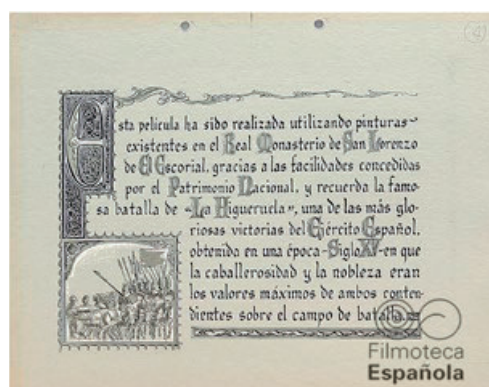 4
Esta película ha sido realizada utilizando pinturas
existentes en el Real Monasterio de San Lorenzo
de El Escorial, gracias a las facilidades concedidas
por el Patrimonio Nacional, y recuerda la famo-
sa batalla de «La Higueruela», una de las más glo-
riosas victorias del Ejército Español,
obtenida en una época-Siglo XV-en que
la caballerosidad y la nobleza eran
los valores máximos de ambos conten-
dientes sobre el campo de batalla.
Filmoteca
Española